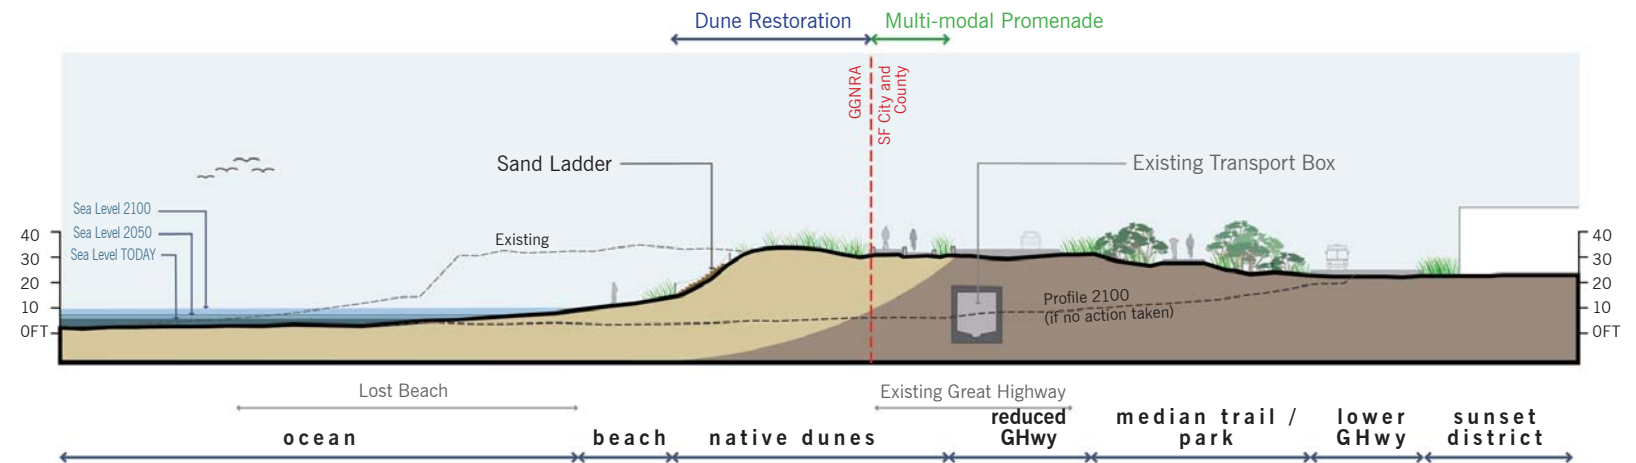 Dune Restoration
Multi-modal Promenade
GGNRA
SF City and
County
Sand Ladder
Existing Transport Box
Sea Level 2100
Sea Level 2050
Sea Level TODAY
Existing
40
30
20
10
0FT
40
30
20
10
0FT
Profile 2100
(if no action taken)
Lost Beach
Existing Great Highway
ocean
beach
native dunes
reduced
GHwy
median trail /
park
lower
GHwy
sunset
district